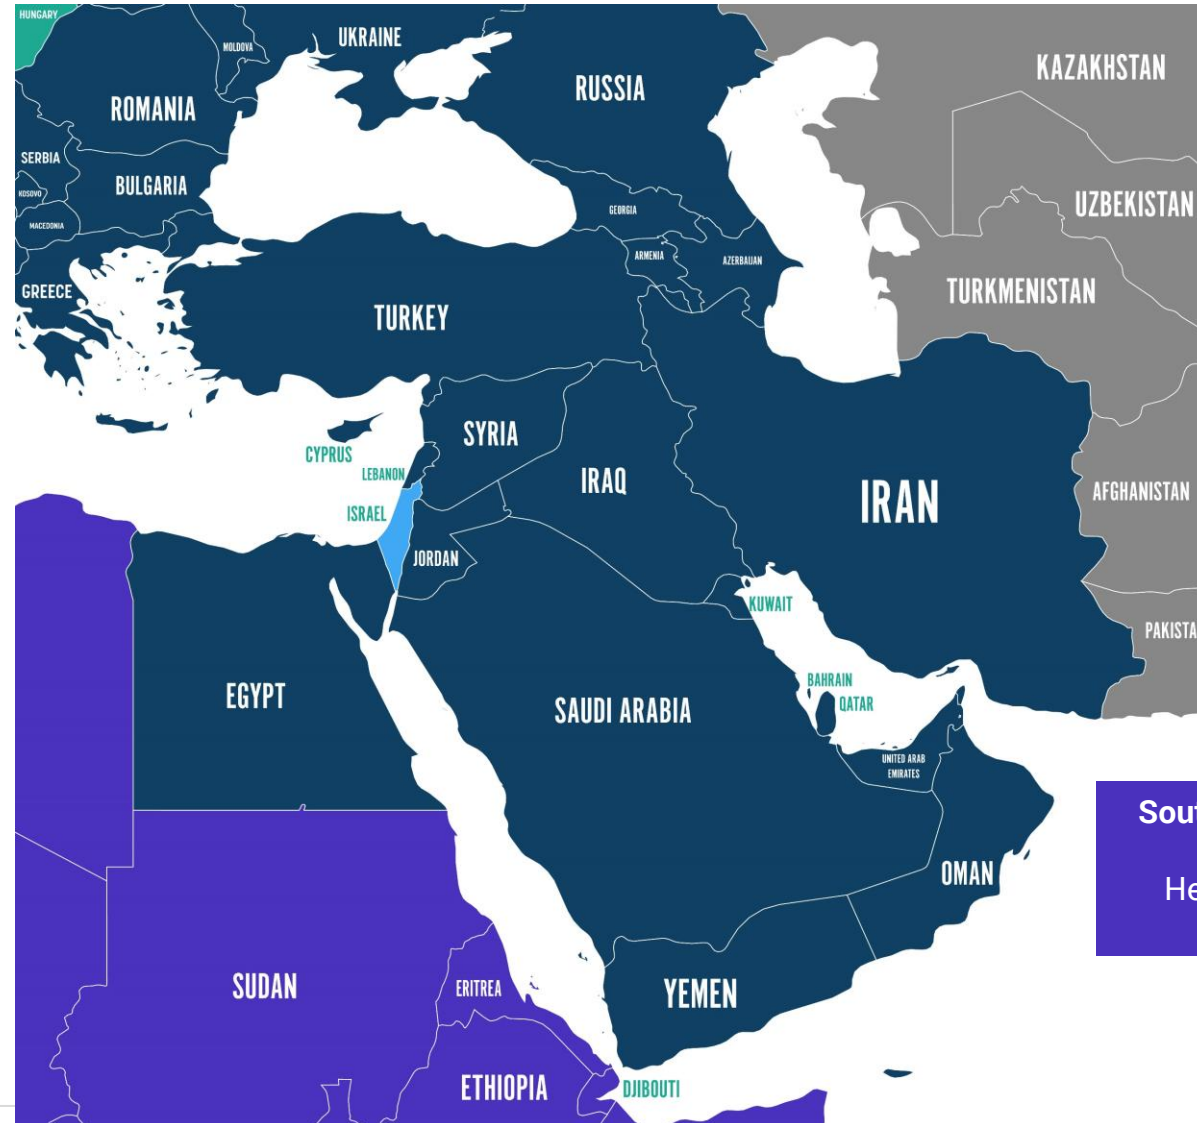 HUNGARY
MOLDOVA
UKRAINE
RUSSIA
KAZAKHSTAN
ROMANIA
SERBIA
BULGARIA
KOSOVO
MACEDONIA
GEORGIA
UZBEKISTAN
ARMENIA
AZERBAIJAN
GREECE
TURKEY
TURKMENISTAN
SYRIA
CYPRUS
LEBANON
IRAQ
IRAN
AFGHANISTAN
ISRAEL
JORDAN
KUWAIT
PAKISTA
EGYPT
SAUDI ARABIA
BAHRAIN
QATAR
UNITED ARAB
EMIRATES
Sout
OMAN
He
SUDAN
ERITREA
YEMEN
ETHIOPIA
DJIBOUTI